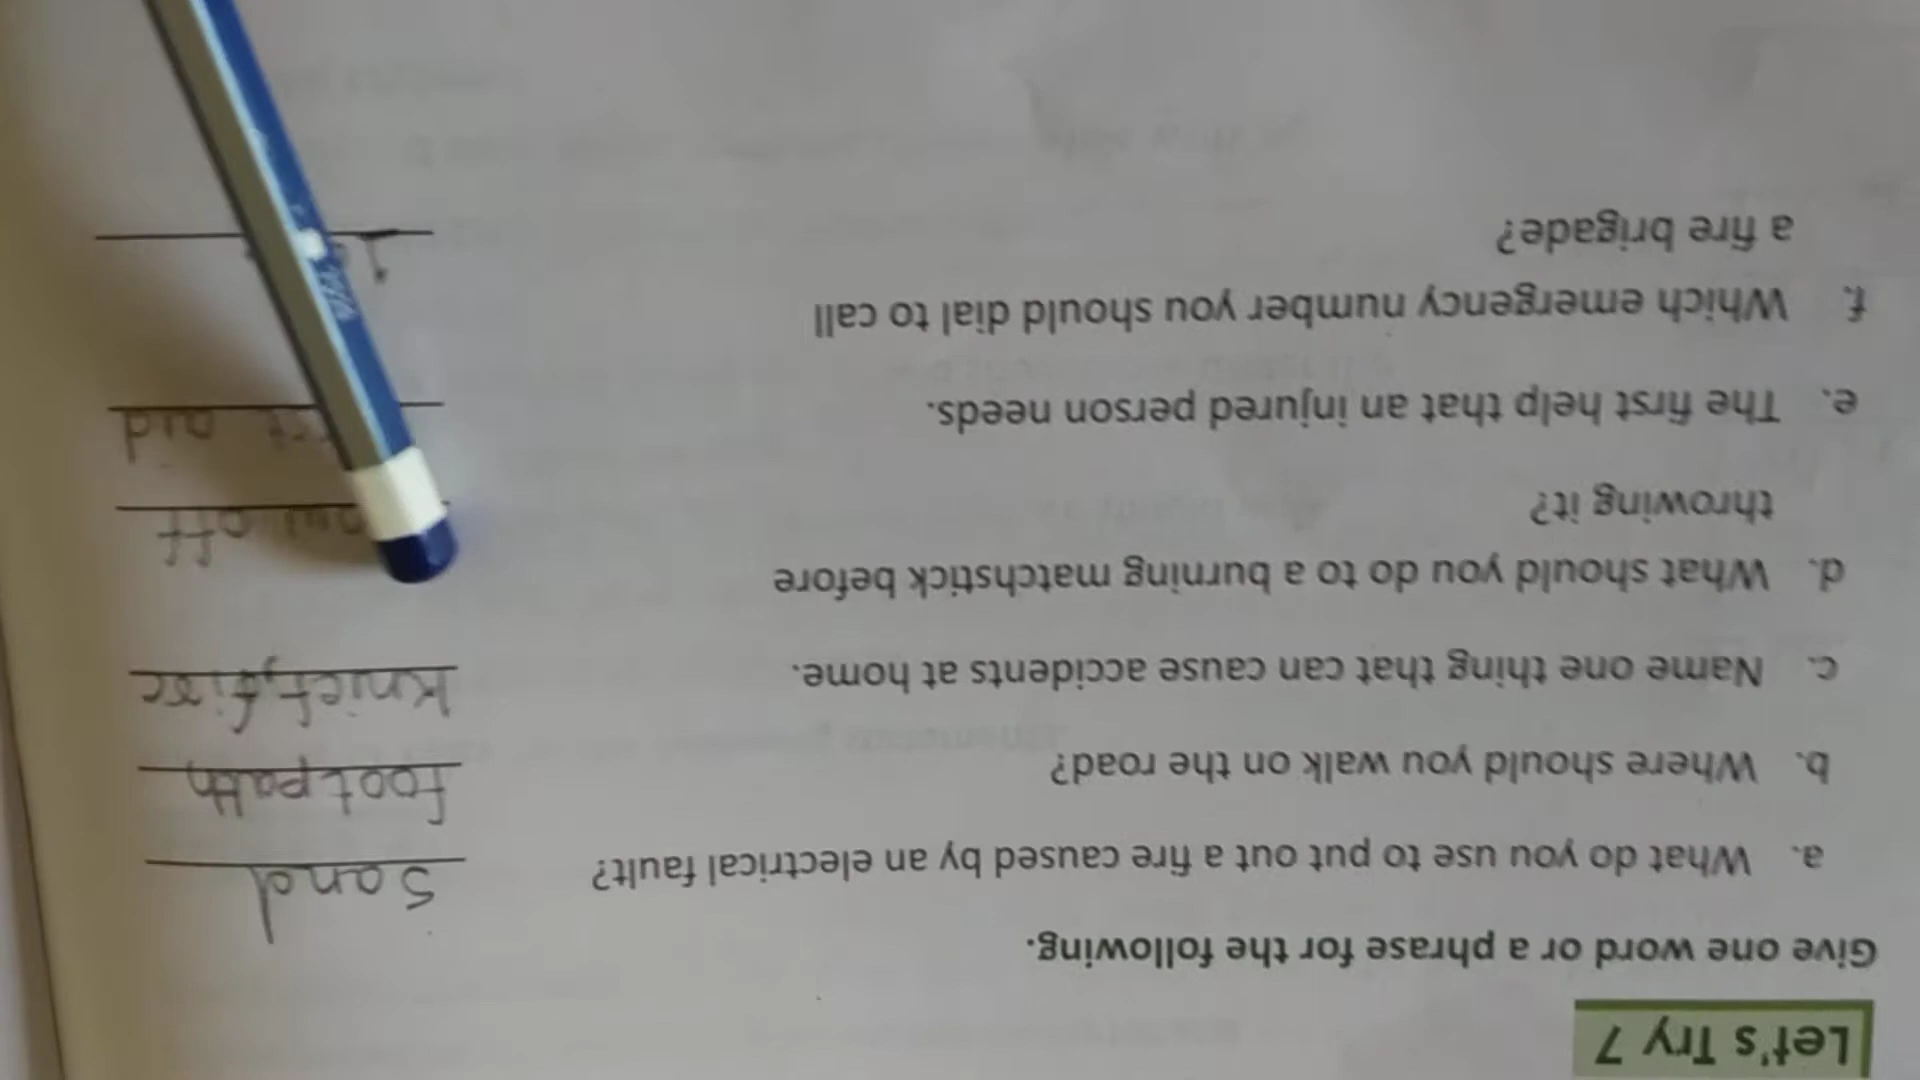 Let's Try 7
Give one word or a phrase for the following.
a. What do you use to put out a fire caused by an electrical fault? Sand
b. Where should you walk on the road? footpath
c. Name one thing that can cause accidents at home. Knief, fire
d. What should you do to a burning matchstick before
throwing it? off
e. The first help that an injured person needs. aid
f. Which emergency number you should dial to call
a fire brigade?